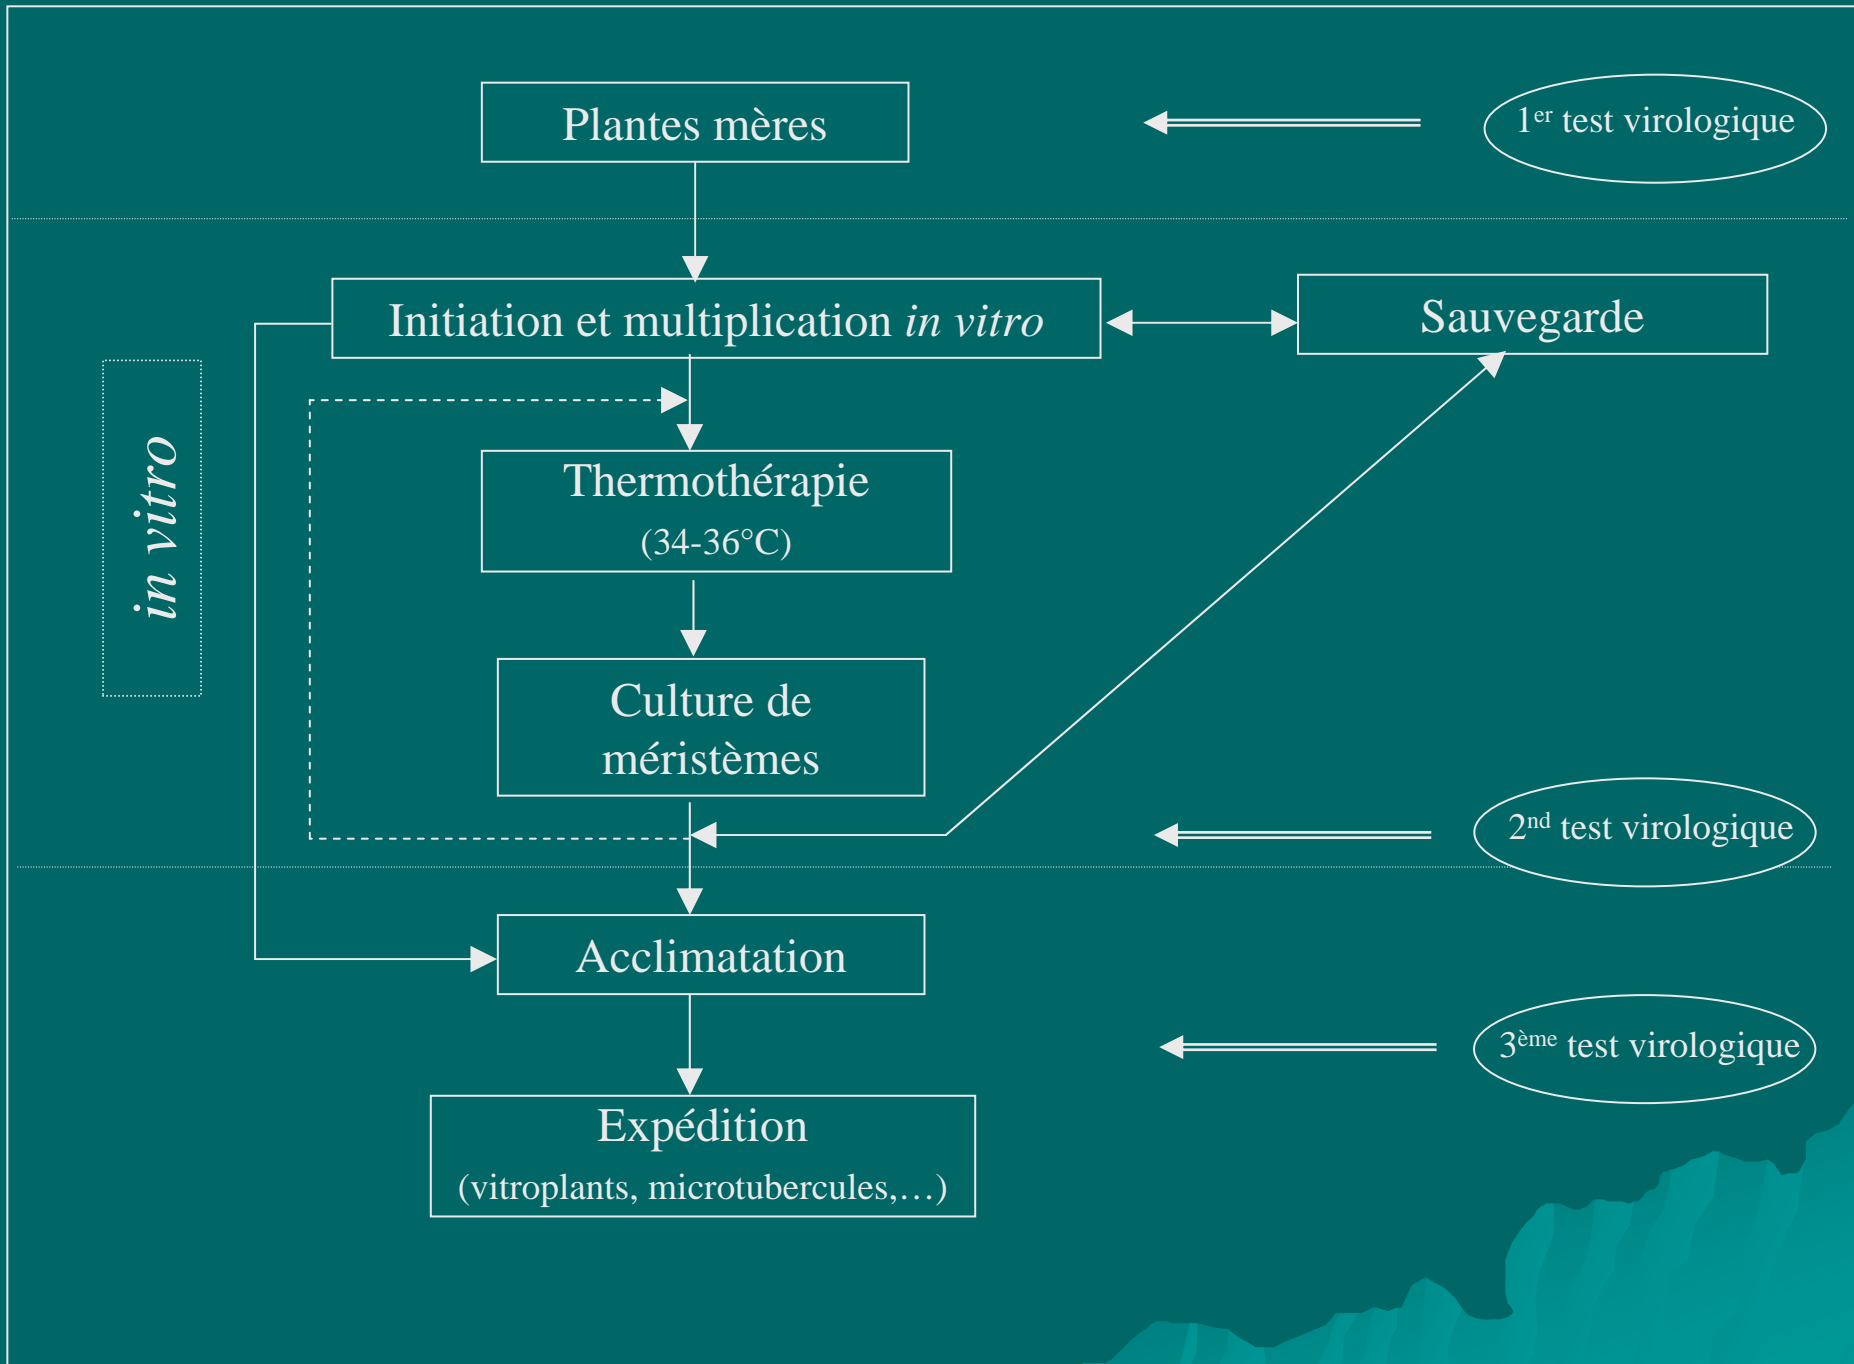 Plantes mères
1er test virologique
Initiation et multiplication in vitro
Sauvegarde
in vitro
Thermothérapie
(34-36°C)
Culture de
méristèmes
2nd test virologique
Acclimatation
3ème test virologique
Expédition
(vitroplants, microtubercules,…)